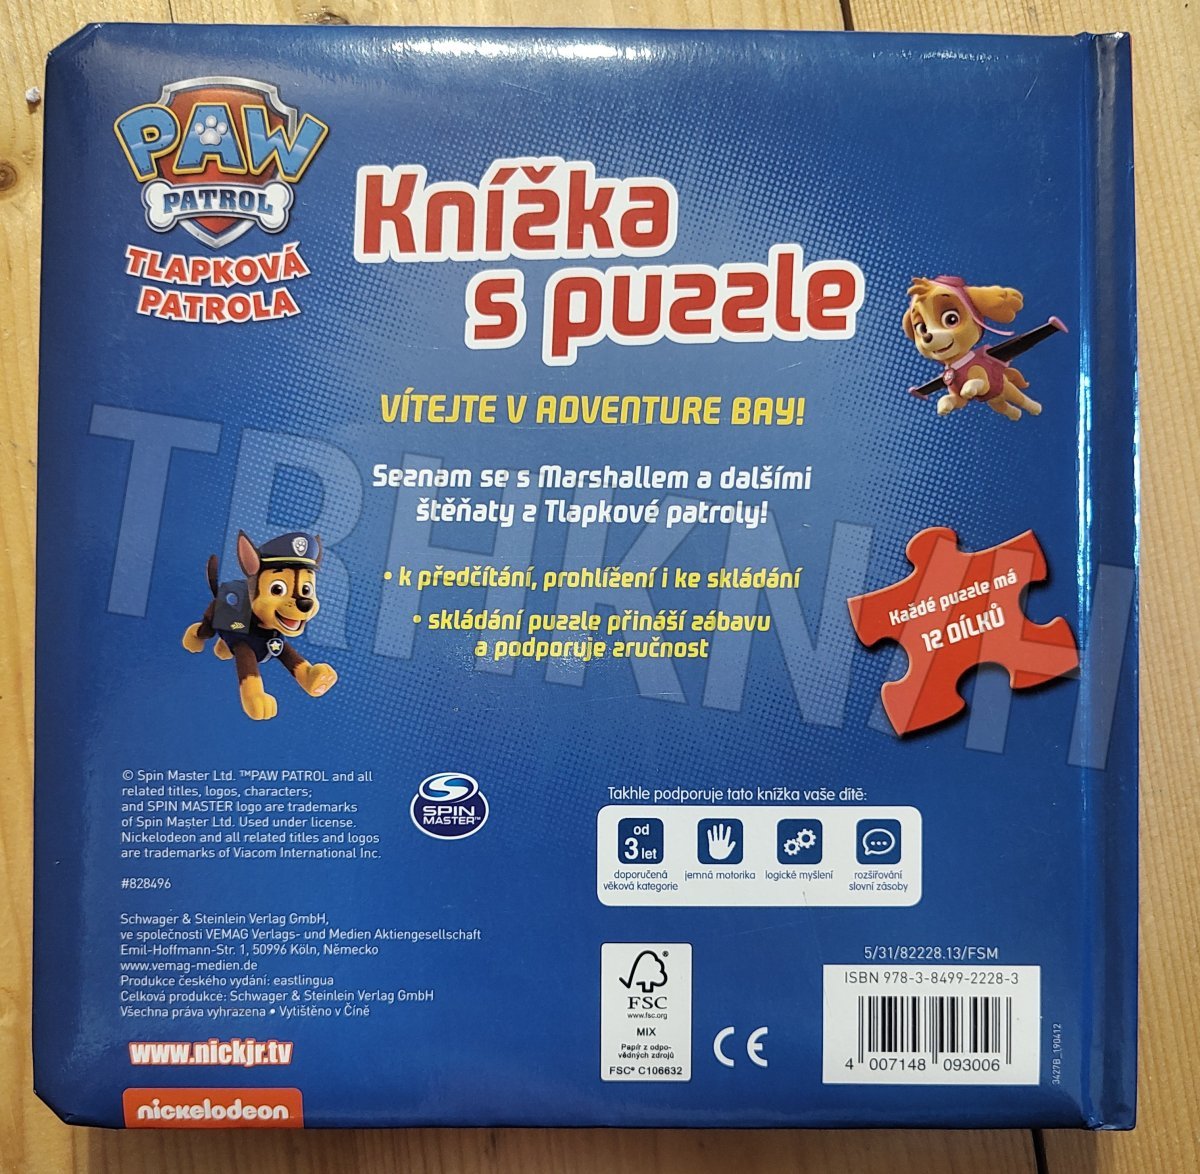 PAW
PATROL
TLAPKOVÁ
PATROLA
Knížka
s puzzle
VÍTEJTE V ADVENTURE BAY!
Seznam se s Marshallem a dalšími
štěňaty z Tlapkové patroly!
• k předčítání, prohlížení i ke skládání
• skládání puzzle přináší zábavu
a podporuje zručnost
Každé puzzle má
12 DÍLKŮ
TRHKNIH
© Spin Master Ltd. ™PAW PATROL and all
related titles, logos, characters;
and SPIN MASTER logo are trademarks
of Spin Master Ltd. Used under license.
Nickelodeon and all related titles and logos
are trademarks of Viacom International Inc.
#828496
SPIN
MASTER™
Takhle podporuje tato knížka vaše dítě:
od
3 let
doporučená
věková kategorie
jemná motorika
logické myšlení
rozšiřování
slovní zásoby
Schwager & Steinlein Verlag GmbH,
ve společnosti VEMAG Verlags- und Medien Aktiengesellschaft
Emil-Hoffmann-Str. 1, 50996 Köln, Německo
www.vemag-medien.de
Produkce českého vydání: eastlingua
Celková produkce: Schwager & Steinlein Verlag GmbH
Všechna práva vyhrazena • Vytištěno v Číně
www.nickjr.tv
nickelodeon
FSC
www.fsc.org
MIX
Papír z odpo-
vědných zdrojů
FSC® C106632
CE
5/31/82228.13/FSM
ISBN 978-3-8499-2228-3
4 007148 093006
3427B_190412